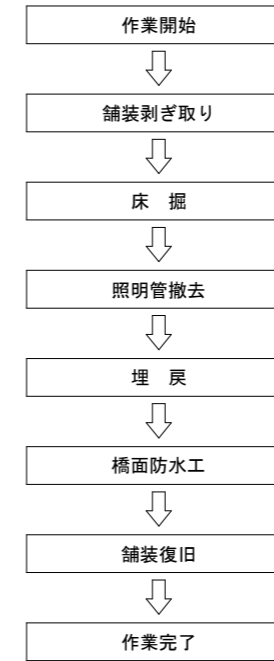 作業開始
舗装剥ぎ取り
床　掘
照明管撤去
埋　戻
橋面防水工
舗装復旧
作業完了